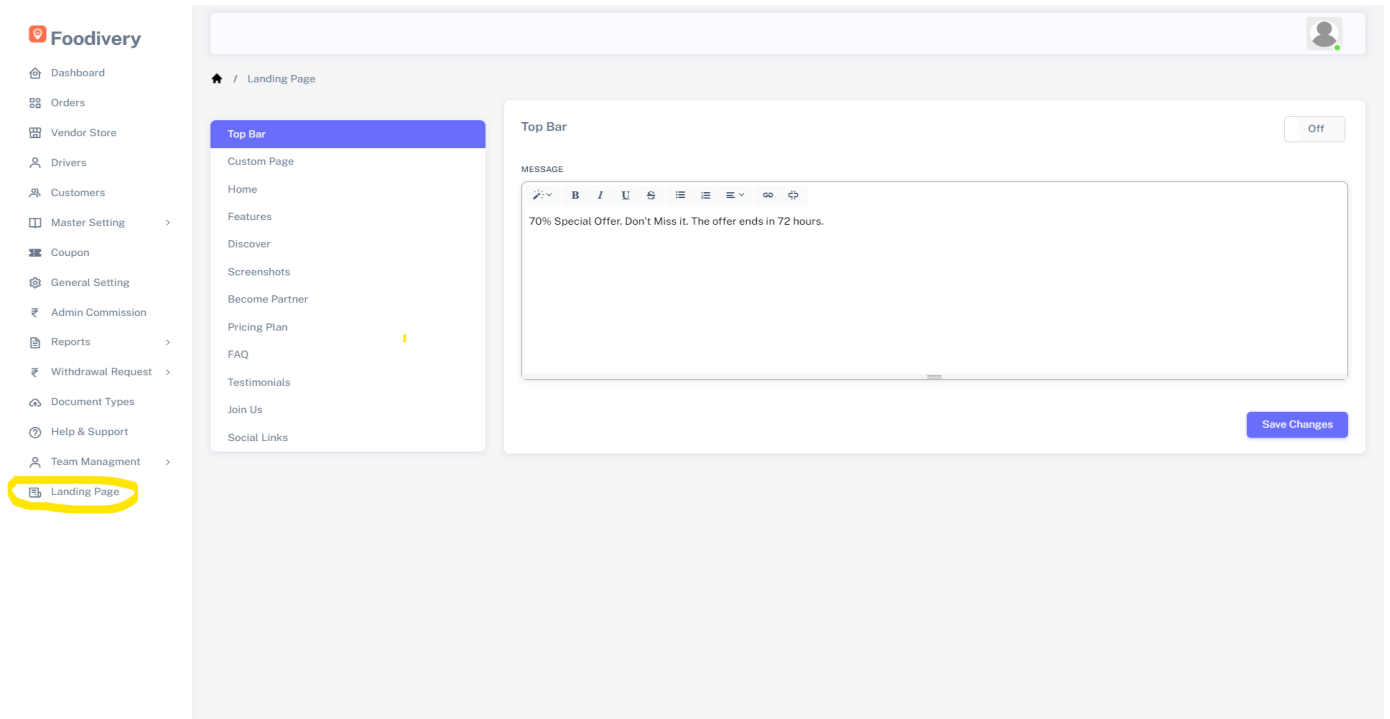 Foodivery
Dashboard
Orders
Vendor Store
Drivers
Customers
Master Setting
Coupon
General Setting
₹ Admin Commission
Reports
₹ Withdrawal Request
Document Types
Help & Support
Team Managment
Landing Page
/ Landing Page
Top Bar
Custom Page
Home
Features
Discover
Screenshots
Become Partner
Pricing Plan
FAQ
Testimonials
Join Us
Social Links
Top Bar
Off
MESSAGE
B I U S
70% Special Offer. Don't Miss it. The offer ends in 72 hours.
Save Changes